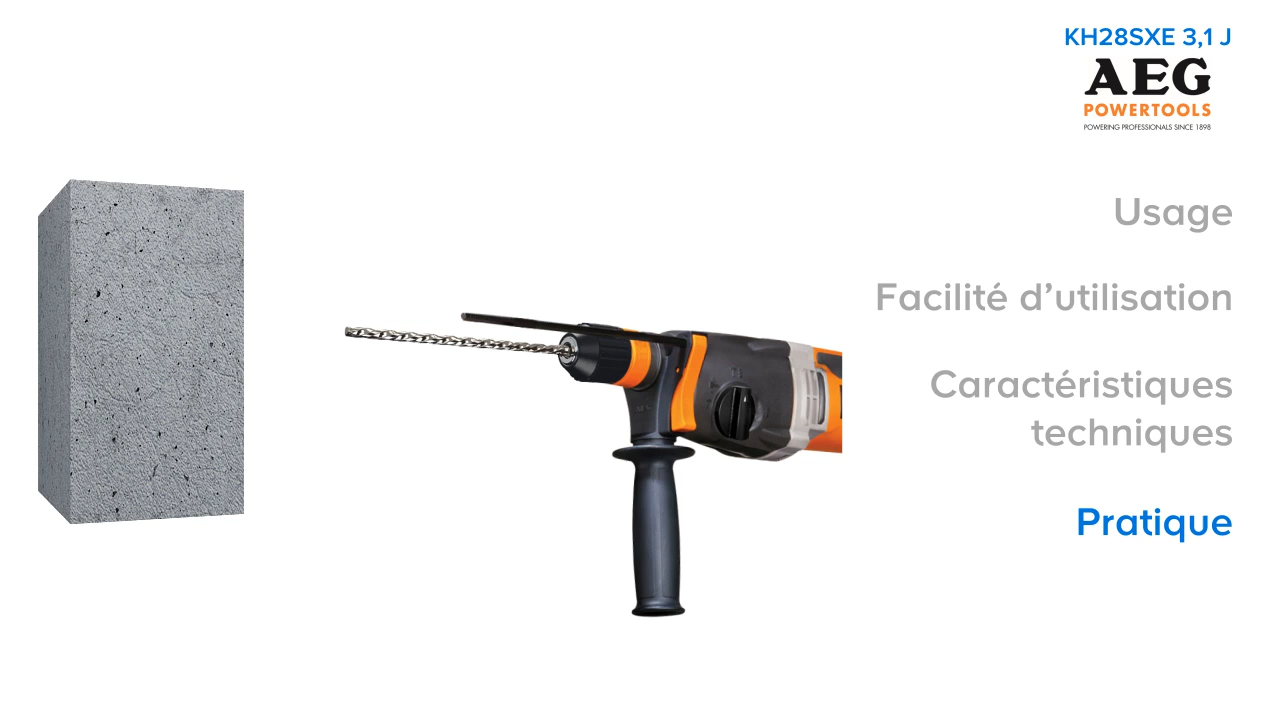 KH28SXE 3,1 J
AEG
POWERTOOLS
POWERING PROFESSIONALS SINCE 1898
Usage
Facilité d’utilisation
Caractéristiques
techniques
Pratique